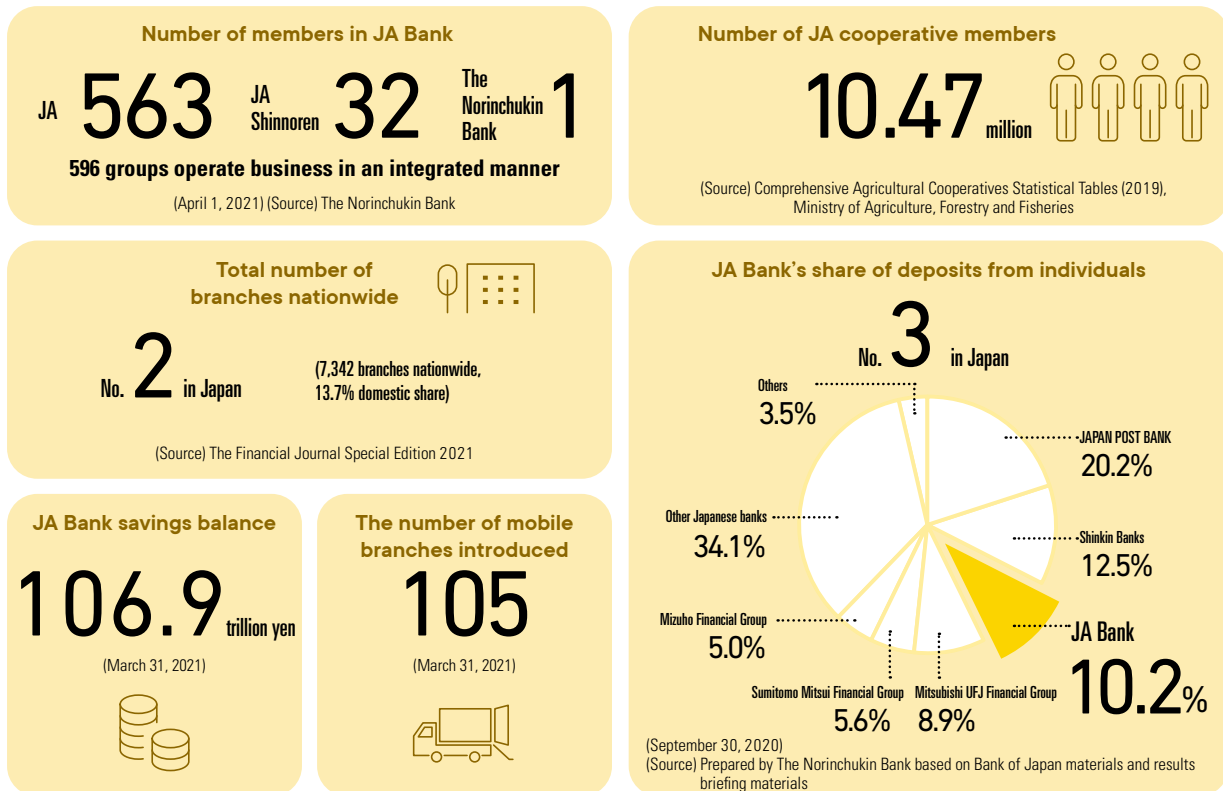 Number of members in JA Bank
JA 563 JA Shinnoren 32 The Norinchukin Bank 1
596 groups operate business in an integrated manner
(April 1, 2021) (Source) The Norinchukin Bank
Number of JA cooperative members
10.47 million
(Source) Comprehensive Agricultural Cooperatives Statistical Tables (2019),
Ministry of Agriculture, Forestry and Fisheries
Total number of
branches nationwide
No. 2 in Japan
(7,342 branches nationwide,
13.7% domestic share)
(Source) The Financial Journal Special Edition 2021
JA Bank savings balance
106.9 trillion yen
(March 31, 2021)
The number of mobile
branches introduced
105
(March 31, 2021)
JA Bank's share of deposits from individuals
No. 3 in Japan
Others
3.5%
JAPAN POST BANK
20.2%
Other Japanese banks
34.1%
Shinkin Banks
12.5%
Mizuho Financial Group
5.0%
JA Bank
10.2%
Sumitomo Mitsui Financial Group
5.6%
Mitsubishi UFJ Financial Group
8.9%
(September 30, 2020)
(Source) Prepared by The Norinchukin Bank based on Bank of Japan materials and results
briefing materials